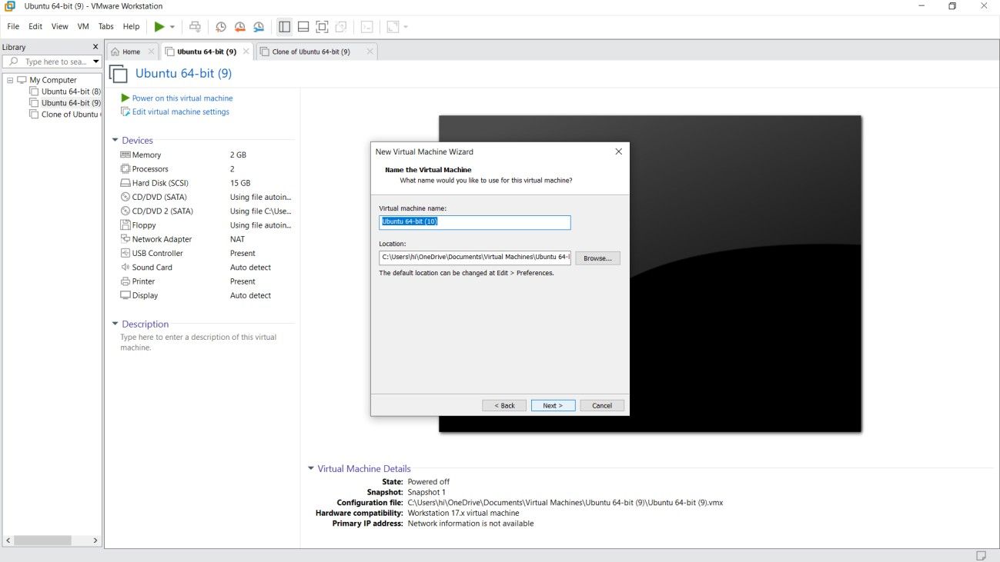 Ubuntu 64-bit (9) - VMware Workstation
File Edit View VM Tabs Help
Library X
Type here to sea...
My Computer
Ubuntu 64-bit (8)
Ubuntu 64-bit (9)
Clone of Ubuntu
Home
Ubuntu 64-bit (9)
Clone of Ubuntu 64-bit (9)
Ubuntu 64-bit (9)
Power on this virtual machine
Edit virtual machine settings
Devices
Memory 2 GB
Processors 2
Hard Disk (SCSI) 15 GB
CD/DVD (SATA) Using file autoin...
CD/DVD 2 (SATA) Using file C:\Use...
Floppy Using file autoin...
Network Adapter NAT
USB Controller Present
Sound Card Auto detect
Printer Present
Display Auto detect
Description
Type here to enter a description of this virtual
machine.
New Virtual Machine Wizard
Name the Virtual Machine
What name would you like to use for this virtual machine?
Virtual machine name:
Ubuntu 64-bit (10)
Location:
C:\Users\hi\OneDrive\Documents\Virtual Machines\Ubuntu 64-
Browse...
The default location can be changed at Edit > Preferences.
< Back Next > Cancel
Virtual Machine Details
State: Powered off
Snapshot: Snapshot 1
Configuration file: C:\Users\hi\OneDrive\Documents\Virtual Machines\Ubuntu 64-bit (9)\Ubuntu 64-bit (9).vmx
Hardware compatibility: Workstation 17.x virtual machine
Primary IP address: Network information is not available